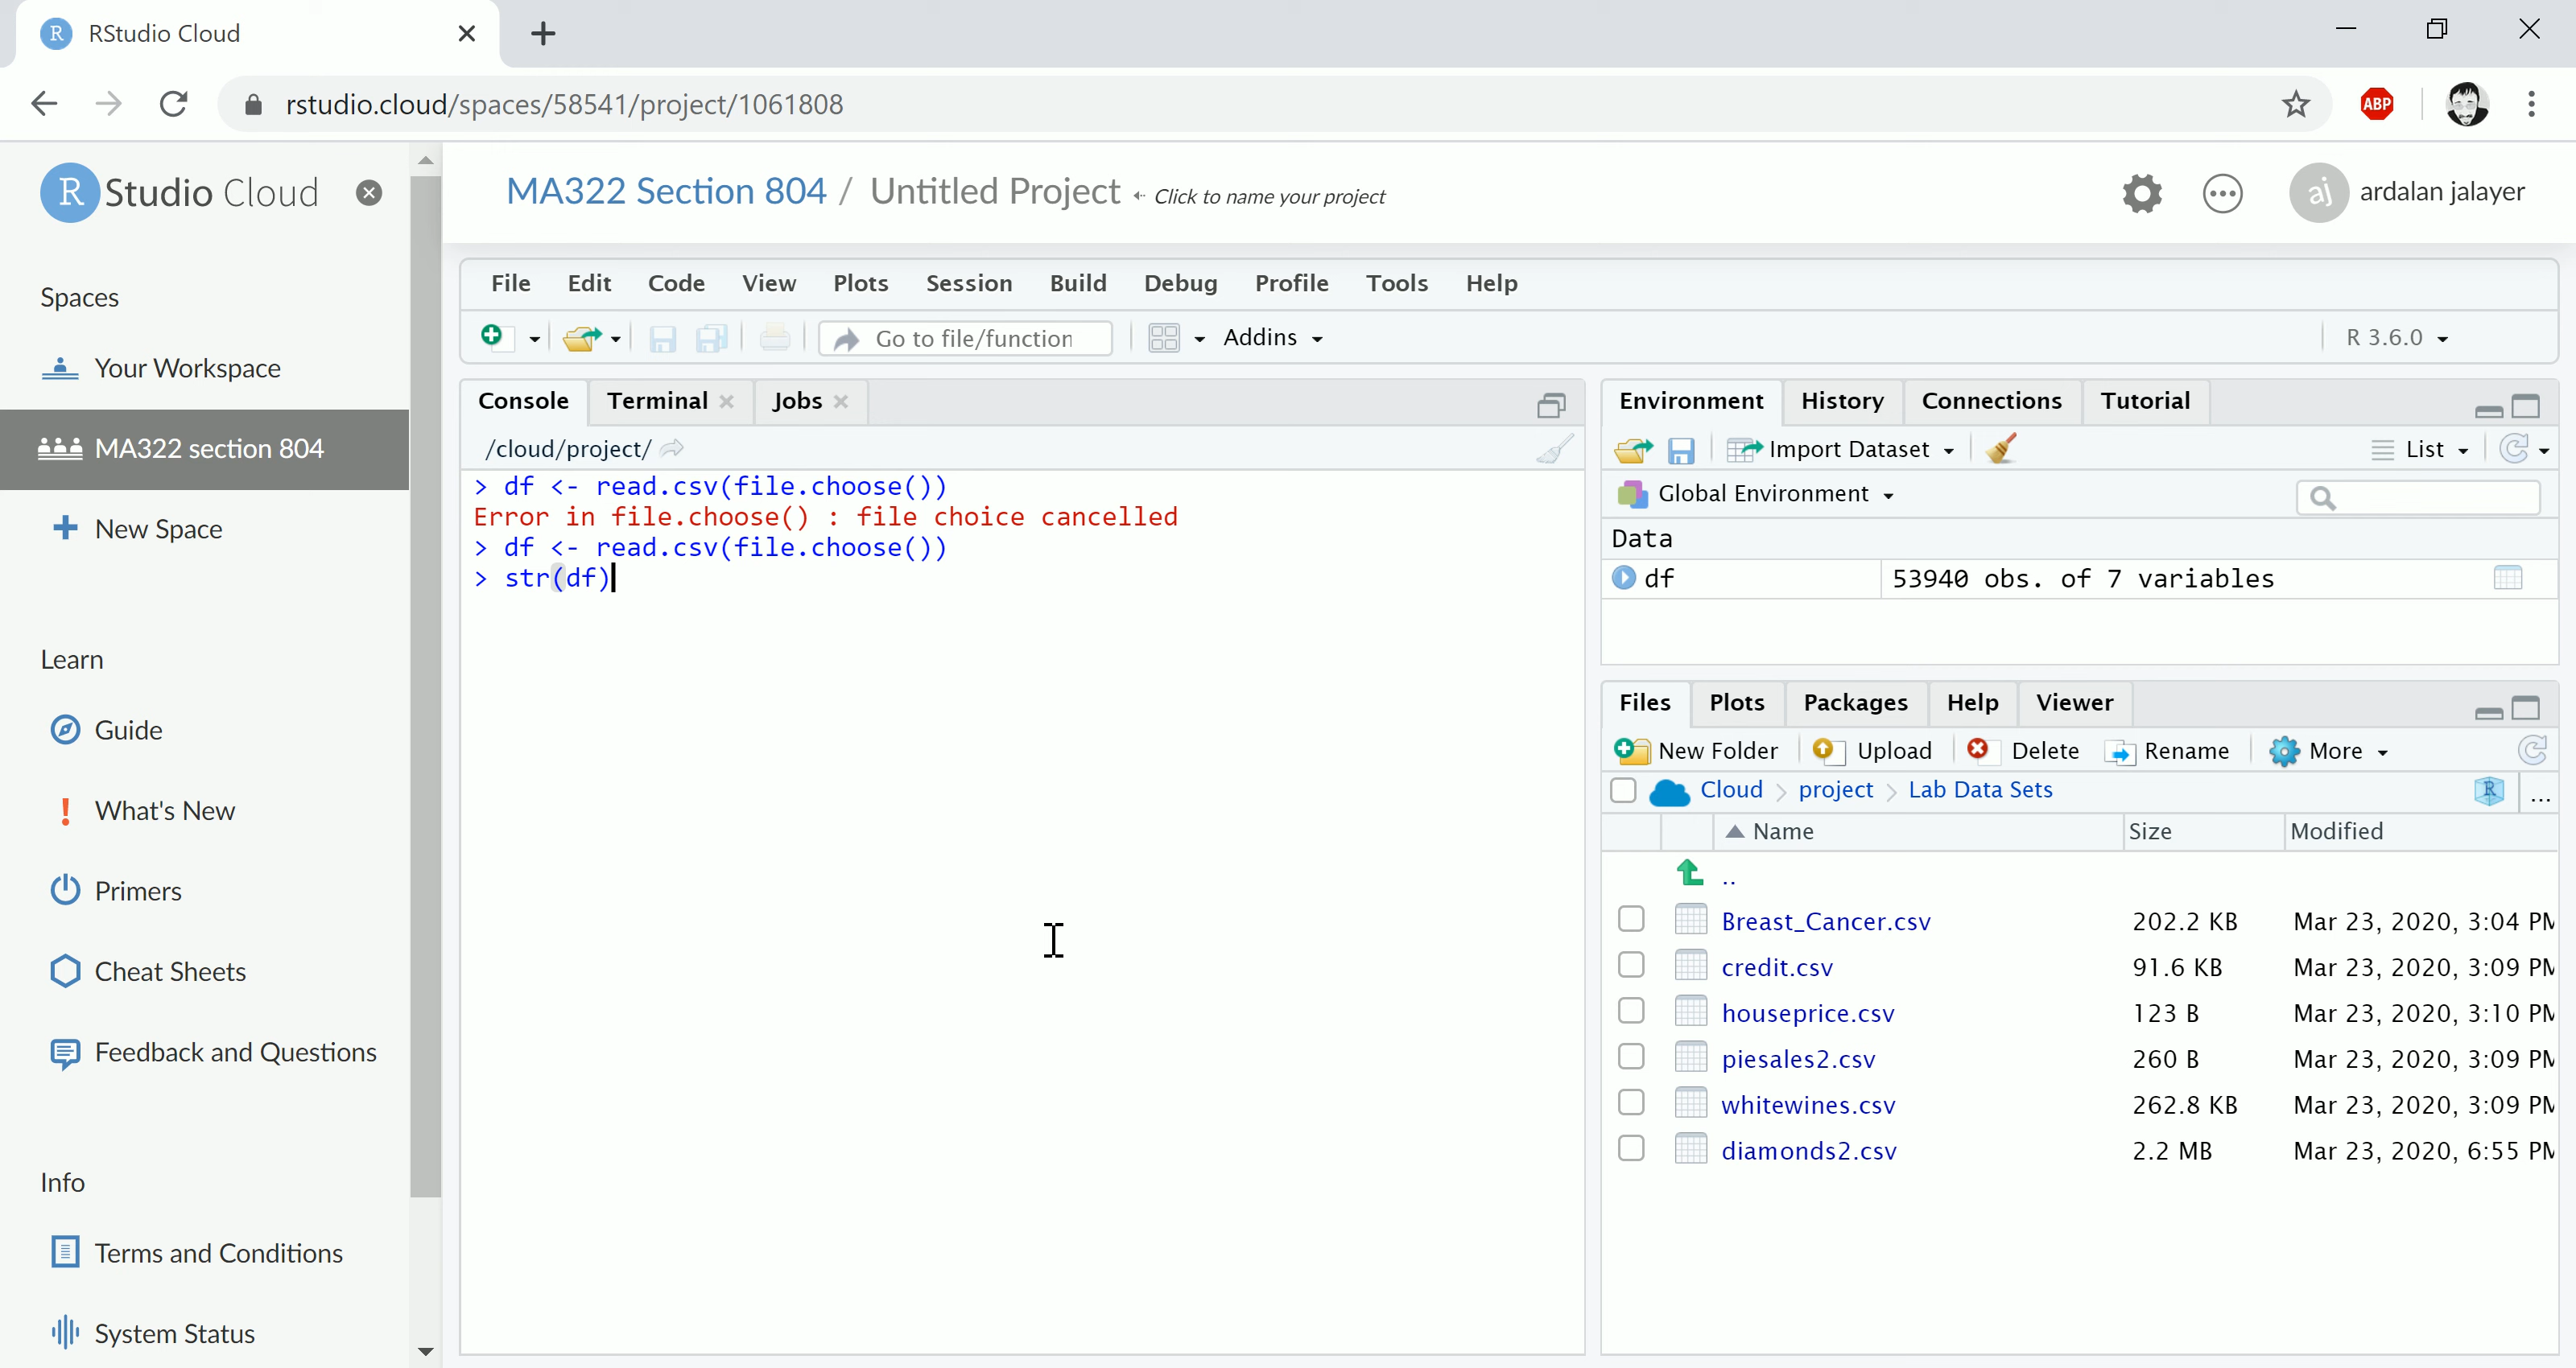 RStudio Cloud
rstudio.cloud/spaces/58541/project/1061808
ABP
R Studio Cloud
MA322 Section 804 / Untitled Project Click to name your project
aj ardalan jalayer
Spaces
Your Workspace
MA322 section 804
New Space
Learn
Guide
What's New
Primers
Cheat Sheets
Feedback and Questions
Info
Terms and Conditions
System Status
File Edit Code View Plots Session Build Debug Profile Tools Help
Go to file/function Addins R 3.6.0
Console Terminal Jobs
/cloud/project/
> df <- read.csv(file.choose())
Error in file.choose() : file choice cancelled
> df <- read.csv(file.choose())
> str(df)
Environment History Connections Tutorial
Import Dataset List
Global Environment
Data
df 53940 obs. of 7 variables
Files Plots Packages Help Viewer
New Folder Upload Delete Rename More
Cloud project Lab Data Sets R ...
Name Size Modified
..
Breast_Cancer.csv 202.2 KB Mar 23, 2020, 3:04 PM
credit.csv 91.6 KB Mar 23, 2020, 3:09 PM
houseprice.csv 123 B Mar 23, 2020, 3:10 PM
piesales2.csv 260 B Mar 23, 2020, 3:09 PM
whitewines.csv 262.8 KB Mar 23, 2020, 3:09 PM
diamonds2.csv 2.2 MB Mar 23, 2020, 6:55 PM